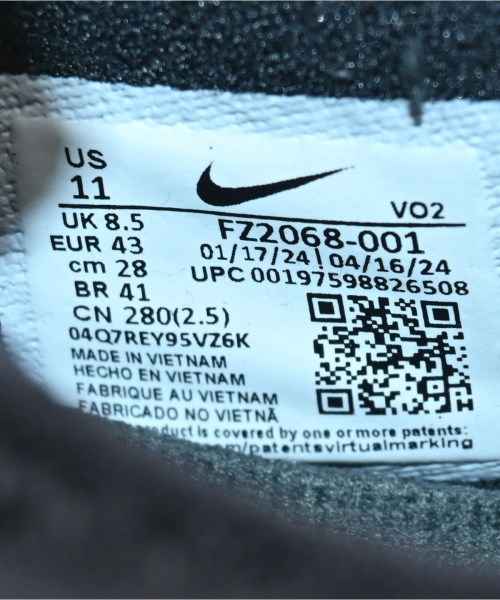 US
11
VO2
UK 8.5
EUR 43
cm 28
BR 41
CN 280(2.5)
04Q7REY95VZ6K
MADE IN VIETNAM
HECHO EN VIETNAM
FABRIQUE AU VIETNAM
FABRICADO NO VIETNÃ
FZ2068-001
01/17/24 | 04/16/24
UPC 00197598826508
product is covered by one or more patents:
/patentsvirtualmarking